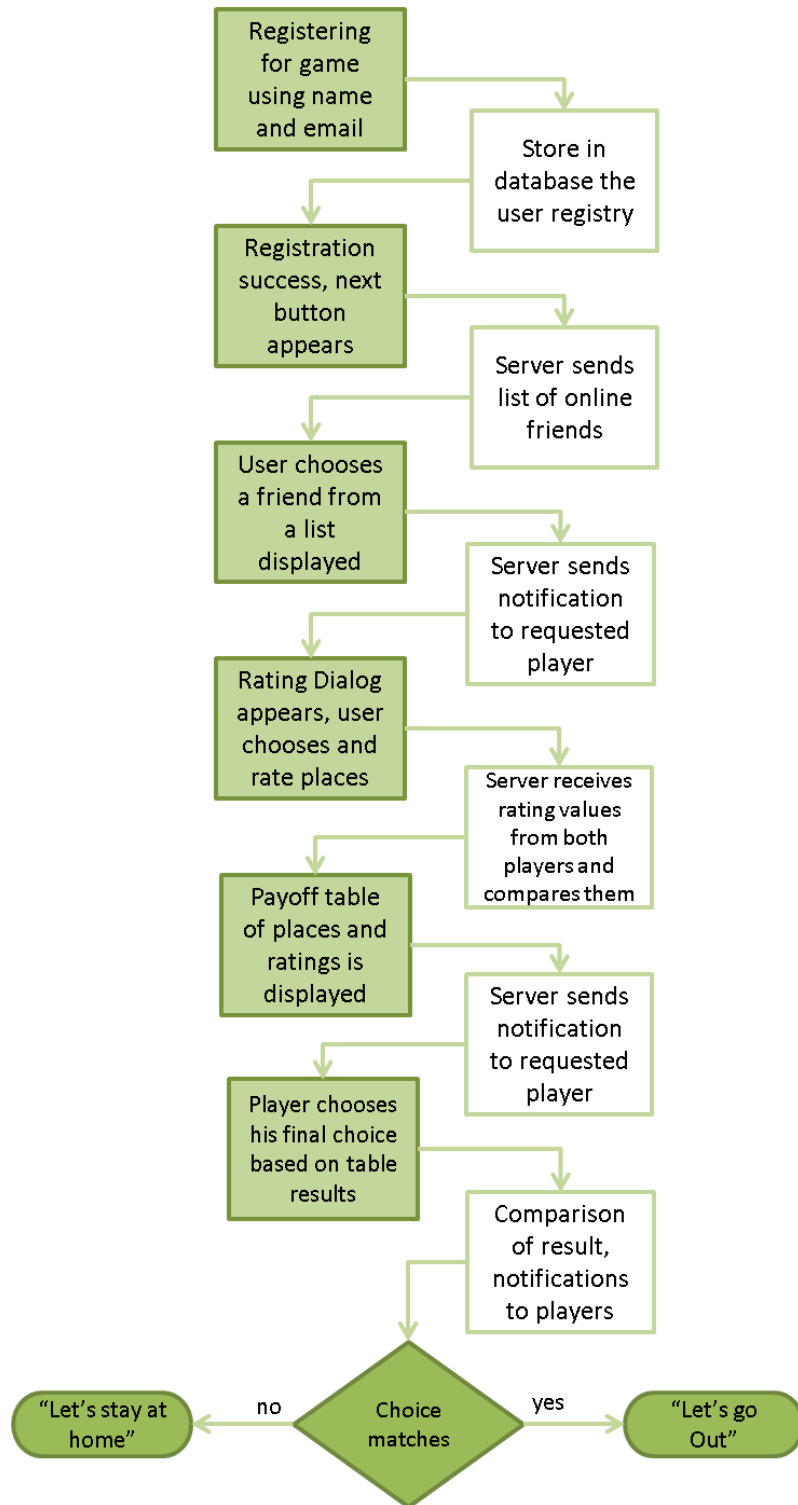 Registering
for game
using name
and email
Store in
database the
user registry
Registration
success, next
button
appears
Server sends
list of online
friends
User chooses
a friend from
a list
displayed
Server sends
notification
to requested
player
Rating Dialog
appears, user
chooses and
rate places
Server receives
rating values
from both
players and
compares them
Payoff table
of places and
ratings is
displayed
Server sends
notification
to requested
player
Player chooses
his final choice
based on table
results
Comparison
of result,
notifications
to players
“Let’s stay at
home”
no
Choice
matches
yes
“Let’s go
Out”